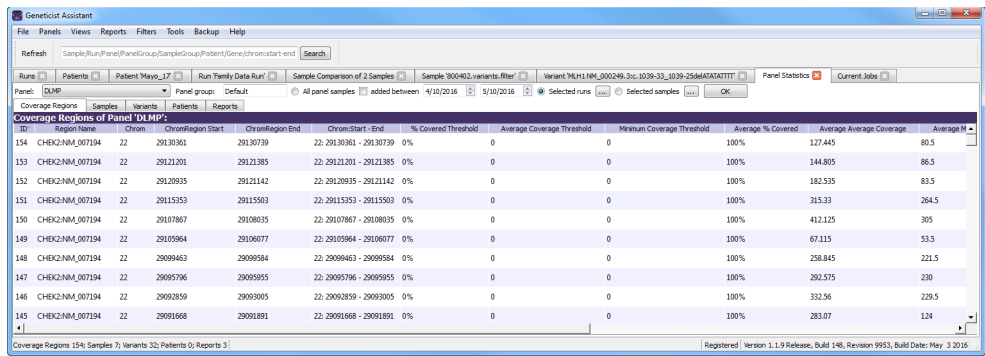 Geneticist Assistant
File Panels Views Reports Filters Tools Backup Help
Refresh Sample/Run/Panel/PanelGroup/SampleGroup/Patient/Gene/chrom:start-end Search
Runs Patients Patient 'Mayo_17' Run 'Family Data Run' Sample Comparison of 2 Samples Sample '800402.variants.filter' Variant 'MLH1 NM_000249.3:c.1039-33_1039-25delATATATTTT' Panel Statistics Current Jobs
Panel: DLMP Panel group: Default All panel samples added between 4/10/2016 5/10/2016 Selected runs ... Selected samples ... OK
Coverage Regions Samples Variants Patients Reports
Coverage Regions of Panel 'DLMP':
ID Region Name Chrom ChromRegion Start ChromRegion End Chrom:Start - End % Covered Threshold Average Coverage Threshold Minimum Coverage Threshold Average % Covered Average Average Coverage Average M
154 CHEK2:NM_007194 22 29130361 29130739 22: 29130361 - 29130739 0% 0 0 100% 127.445 80.5
153 CHEK2:NM_007194 22 29121201 29121385 22: 29121201 - 29121385 0% 0 0 100% 144.805 86.5
152 CHEK2:NM_007194 22 29120935 29121142 22: 29120935 - 29121142 0% 0 0 100% 182.535 83.5
151 CHEK2:NM_007194 22 29115353 29115503 22: 29115353 - 29115503 0% 0 0 100% 315.33 264.5
150 CHEK2:NM_007194 22 29107867 29108035 22: 29107867 - 29108035 0% 0 0 100% 412.125 305
149 CHEK2:NM_007194 22 29105964 29106077 22: 29105964 - 29106077 0% 0 0 100% 67.115 53.5
148 CHEK2:NM_007194 22 29099463 29099584 22: 29099463 - 29099584 0% 0 0 100% 258.845 221.5
147 CHEK2:NM_007194 22 29095796 29095955 22: 29095796 - 29095955 0% 0 0 100% 292.575 230
146 CHEK2:NM_007194 22 29092859 29093005 22: 29092859 - 29093005 0% 0 0 100% 332.56 229.5
145 CHEK2:NM_007194 22 29091668 29091891 22: 29091668 - 29091891 0% 0 0 100% 283.07 124
Coverage Regions 154; Samples 7; Variants 32; Patients 0; Reports 3 Registered Version 1.1.9 Release, Build 148, Revision 9953, Build Date: May 3 2016